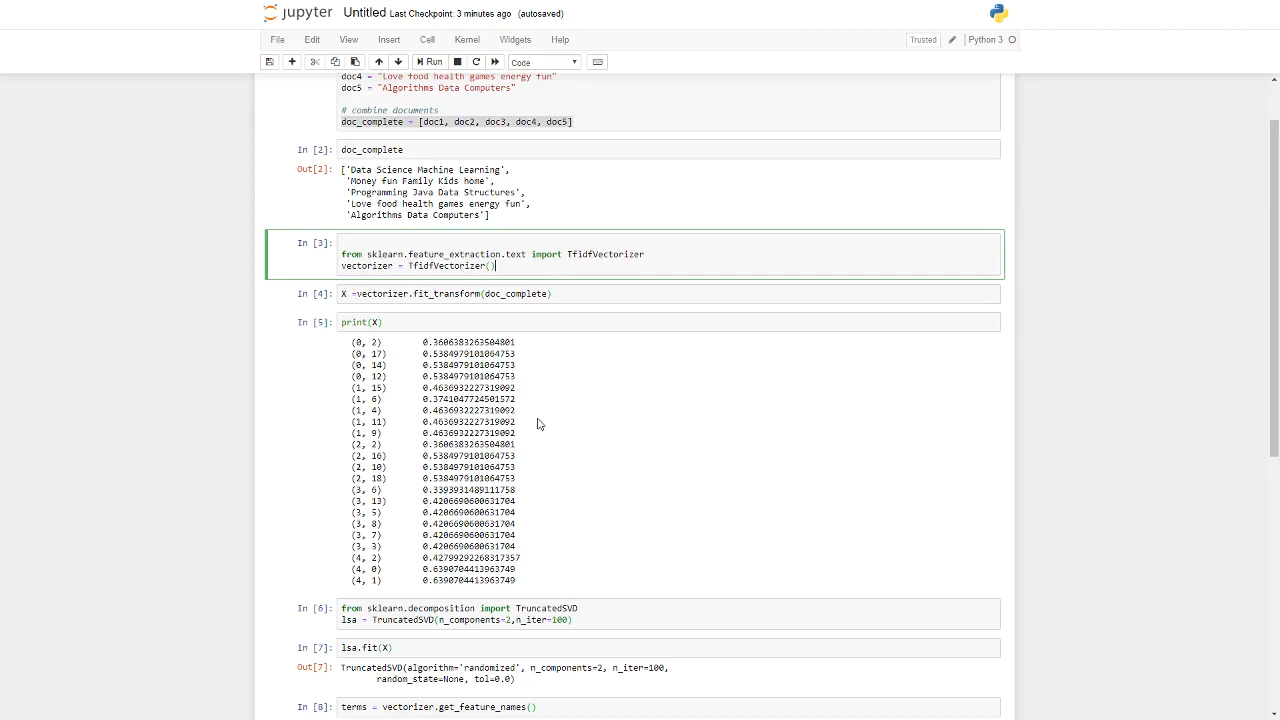 jupyter Untitled Last Checkpoint: 3 minutes ago (autosaved)
File Edit View Insert Cell Kernel Widgets Help Trusted Python 3
Run Code
doc4 = "Love food health games energy fun"
doc5 = "Algorithms Data Computers"
# combine documents
doc_complete = [doc1, doc2, doc3, doc4, doc5]
In [2]: doc_complete
Out[2]: ['Data Science Machine Learning',
'Money fun Family Kids home',
'Programming Java Data Structures',
'Love food health games energy fun',
'Algorithms Data Computers']
In [3]:
from sklearn.feature_extraction.text import TfidfVectorizer
vectorizer = TfidfVectorizer()
In [4]: X =vectorizer.fit_transform(doc_complete)
In [5]: print(X)
(0, 2) 0.3606383263504801
(0, 17) 0.5384979101064753
(0, 14) 0.5384979101064753
(0, 12) 0.5384979101064753
(1, 15) 0.4636932227319092
(1, 6) 0.3741047724501572
(1, 4) 0.4636932227319092
(1, 11) 0.4636932227319092
(1, 9) 0.4636932227319092
(2, 2) 0.3606383263504801
(2, 16) 0.5384979101064753
(2, 10) 0.5384979101064753
(2, 18) 0.5384979101064753
(3, 6) 0.3393931489111758
(3, 13) 0.4206690600631704
(3, 5) 0.4206690600631704
(3, 8) 0.4206690600631704
(3, 7) 0.4206690600631704
(3, 3) 0.4206690600631704
(4, 2) 0.42799292268317357
(4, 0) 0.6390704413963749
(4, 1) 0.6390704413963749
In [6]: from sklearn.decomposition import TruncatedSVD
lsa = TruncatedSVD(n_components=2,n_iter=100)
In [7]: lsa.fit(X)
Out[7]: TruncatedSVD(algorithm='randomized', n_components=2, n_iter=100,
random_state=None, tol=0.0)
In [8]: terms = vectorizer.get_feature_names()